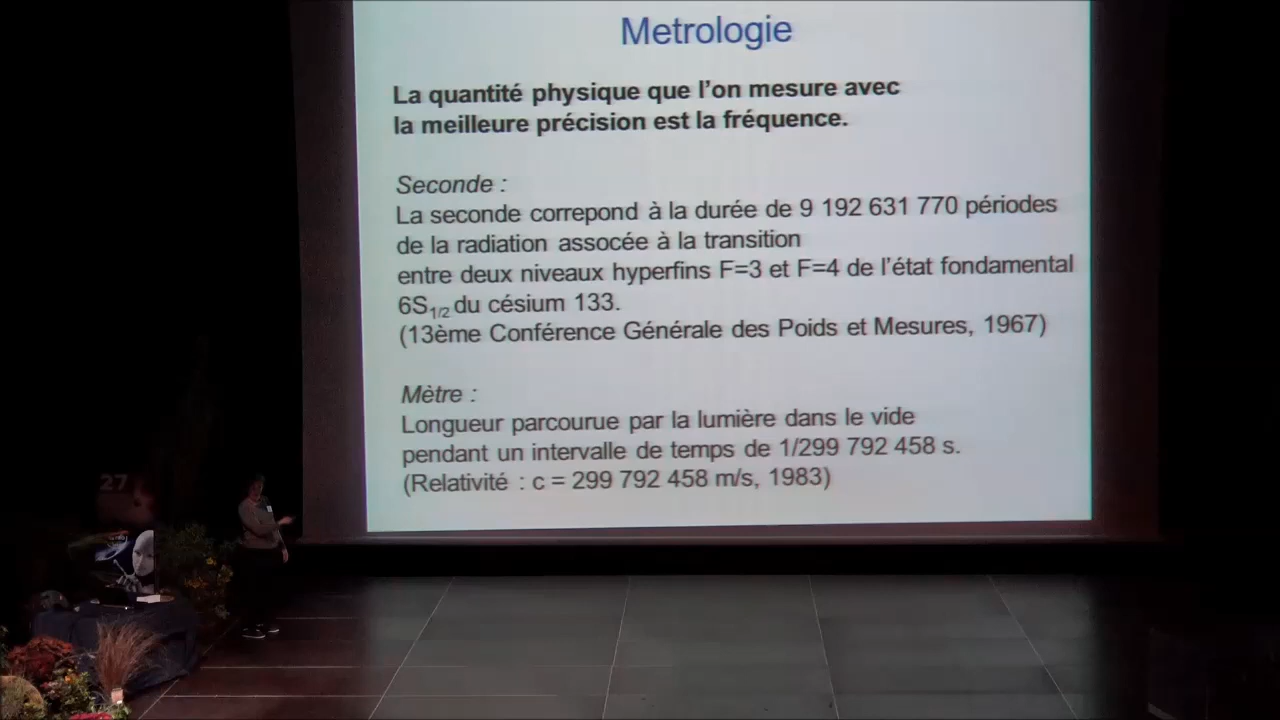 Metrologie
La quantité physique que l'on mesure avec
la meilleure précision est la fréquence.
Seconde :
La seconde correpond à la durée de 9 192 631 770 périodes
de la radiation assocée à la transition
entre deux niveaux hyperfins F=3 et F=4 de l'état fondamental
6S1/2 du césium 133.
(13ème Conférence Générale des Poids et Mesures, 1967)
Mètre :
Longueur parcourue par la lumière dans le vide
pendant un intervalle de temps de 1/299 792 458 s.
(Relativité : c = 299 792 458 m/s, 1983)
27